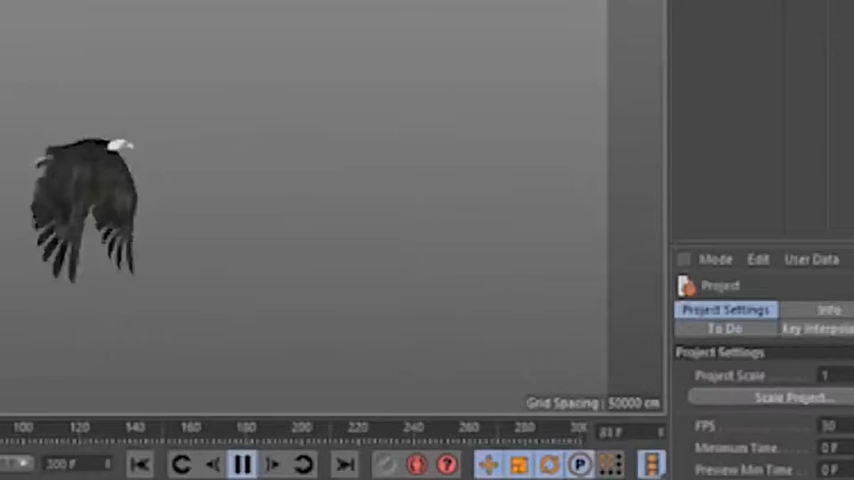 Mode Edit User Data
Project
Project Settings Info
To Do Key Interpola
Project Settings
Project Scale 1
Scale Project...
Grid Spacing : 50000 cm
FPS 30
Minimum Time 0 F
Preview Min Time 0 F
100 120 140 160 180 200 220 240 260 280 300 81 F
300 F
P